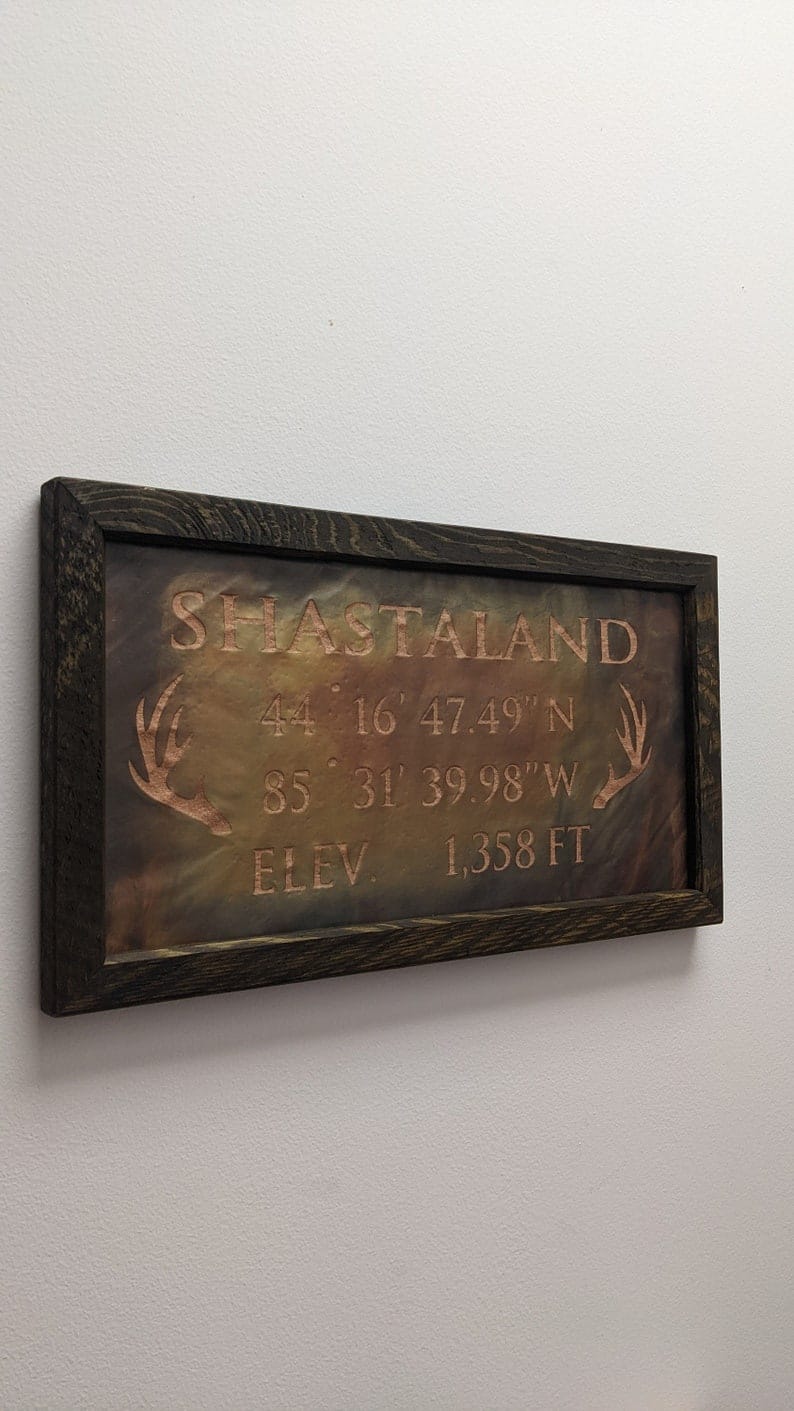 SHASTALAND
44° 16' 47.49" N
85° 31' 39.98" W
ELEV. 1,358 FT